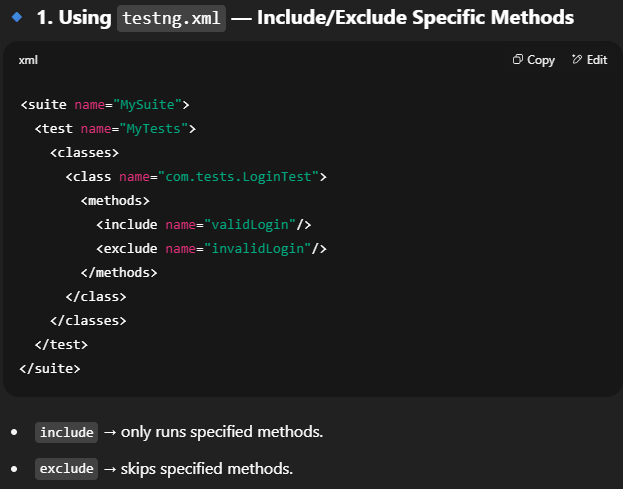 1. Using testng.xml — Include/Exclude Specific Methods
xml
Copy
Edit
<suite name="MySuite">
  <test name="MyTests">
    <classes>
      <class name="com.tests.LoginTest">
        <methods>
          <include name="validLogin"/>
          <exclude name="invalidLogin"/>
        </methods>
      </class>
    </classes>
  </test>
</suite>
• include → only runs specified methods.
• exclude → skips specified methods.